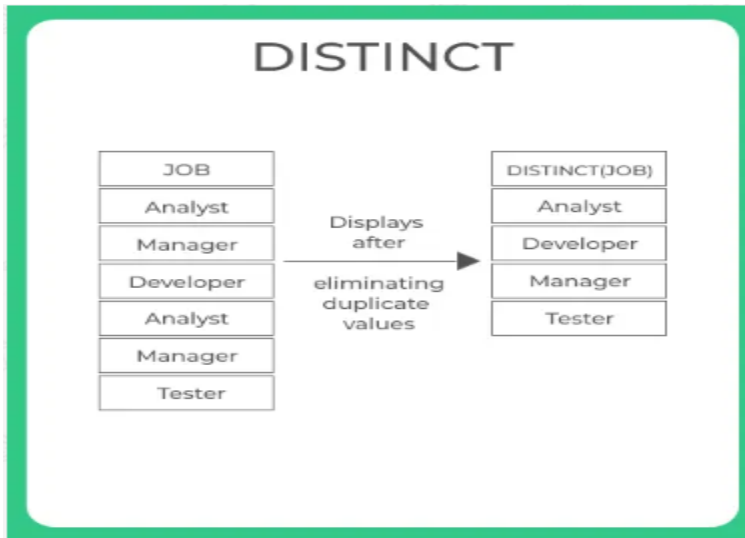 DISTINCT
JOB
Analyst
Manager
Developer
Analyst
Manager
Tester
Displays
after
eliminating
duplicate
values
DISTINCT(JOB)
Analyst
Developer
Manager
Tester